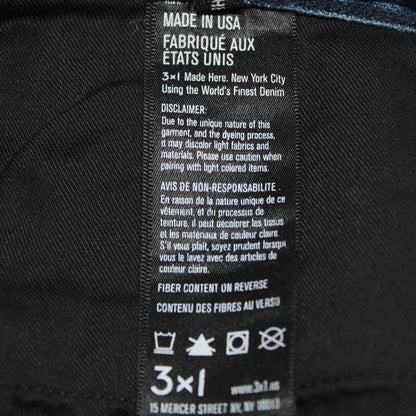 MADE IN USA
FABRIQUÉ AUX
ÉTATS UNIS
3×1 Made Here. New York City
Using the World's Finest Denim
DISCLAIMER:
Due to the unique nature of this
garment, and the dyeing process,
it may discolor light fabrics and
materials. Please use caution when
pairing with light colored items.
AVIS DE NON-RESPONSABILITE .
En raison de la nature unique de ce
vêtement, et du processus de
teinture, il peut décolorer les tissus
et les matériaux de couleur claire.
S'il vous plaît, soyez prudent lorsque
vous le lavez avec des articles de
couleur claire.
FIBER CONTENT ON REVERSE
CONTENU DES FIBRES AU VERSO
3×1 www.3x1.us
15 MERCER STREET NY, NY 10013